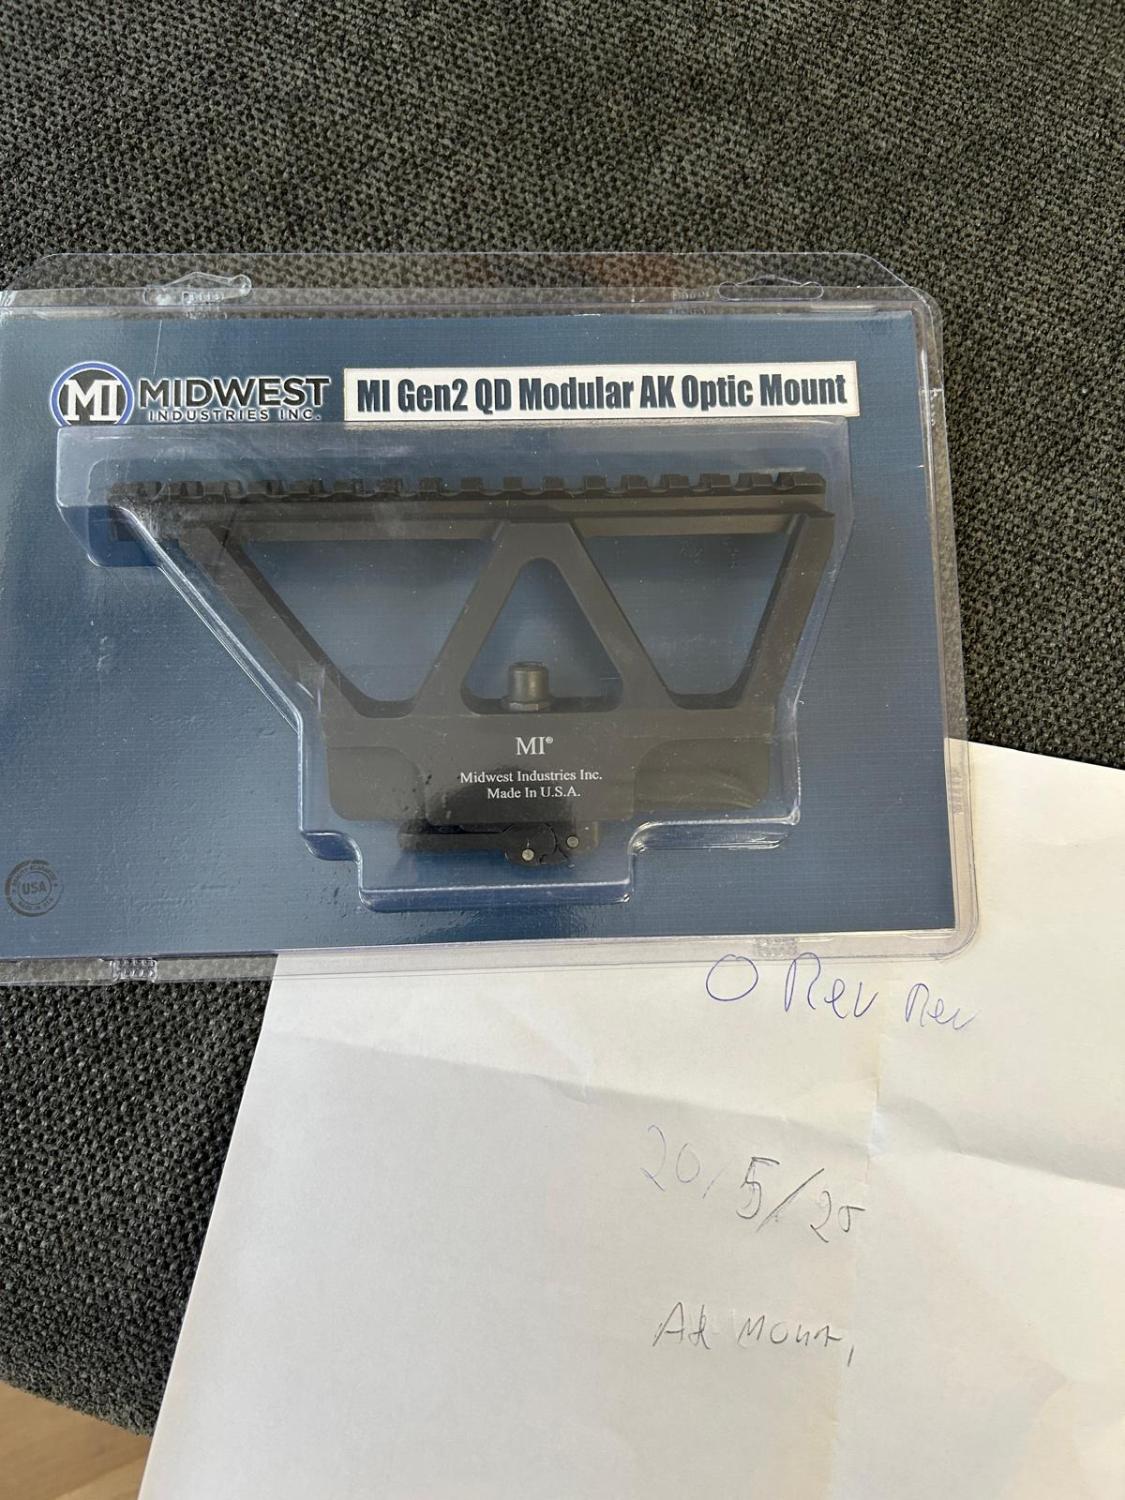 MI MIDWEST
INDUSTRIES INC.
MI Gen2 QD Modular AK Optic Mount
MI®
Midwest Industries Inc.
Made In U.S.A.
USA
O Rev Rev
20/5/25
AK Mount,